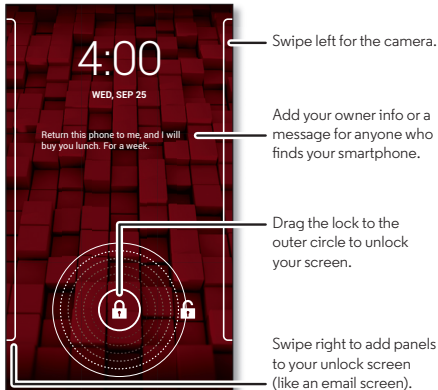 4:00
WED, SEP 25
Return this phone to me, and I will
buy you lunch. For a week.
Swipe left for the camera.
Add your owner info or a
message for anyone who
finds your smartphone.
Drag the lock to the
outer circle to unlock
your screen.
Swipe right to add panels
to your unlock screen
(like an email screen).